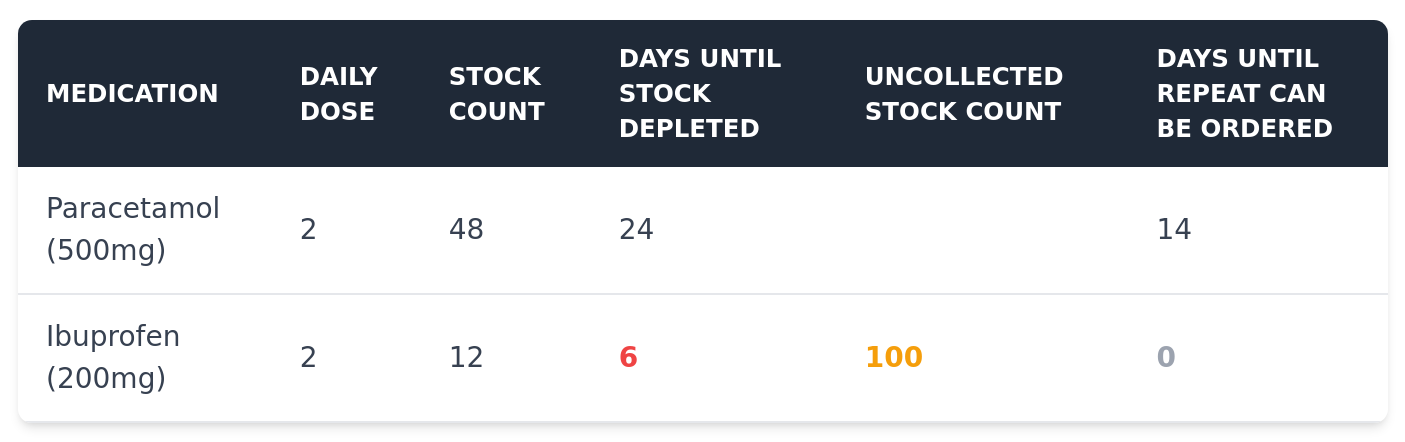 MEDICATION
DAILY
DOSE
STOCK
COUNT
DAYS UNTIL
STOCK
DEPLETED
UNCOLLECTED
STOCK COUNT
DAYS UNTIL
REPEAT CAN
BE ORDERED
Paracetamol
(500mg)
2
48
24
14
Ibuprofen
(200mg)
2
12
6
100
0